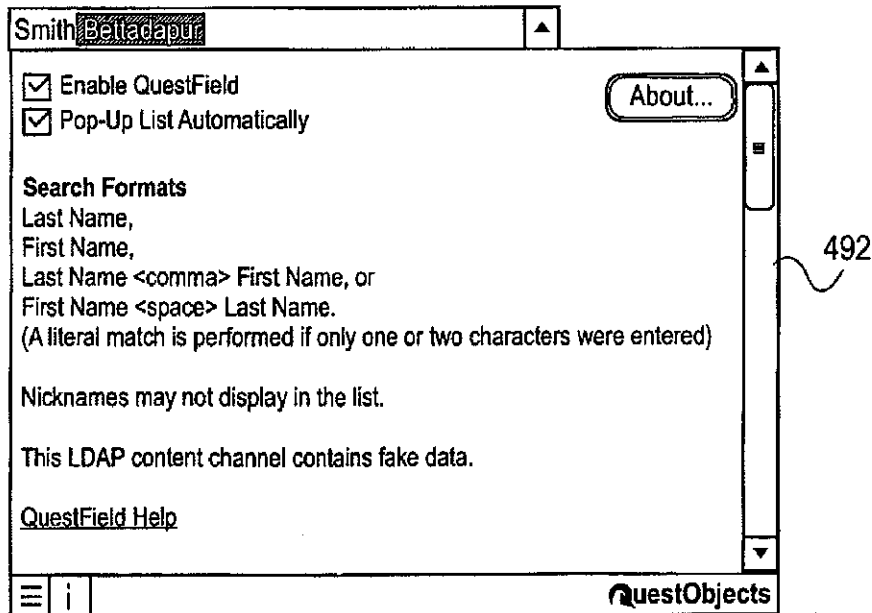 Smith Bettadapur
Enable QuestField
About...
Pop-Up List Automatically
Search Formats
Last Name,
First Name,
Last Name <comma> First Name, or
First Name <space> Last Name.
(A literal match is performed if only one or two characters were entered)
Nicknames may not display in the list.
This LDAP content channel contains fake data.
QuestField Help
i
QuestObjects
492